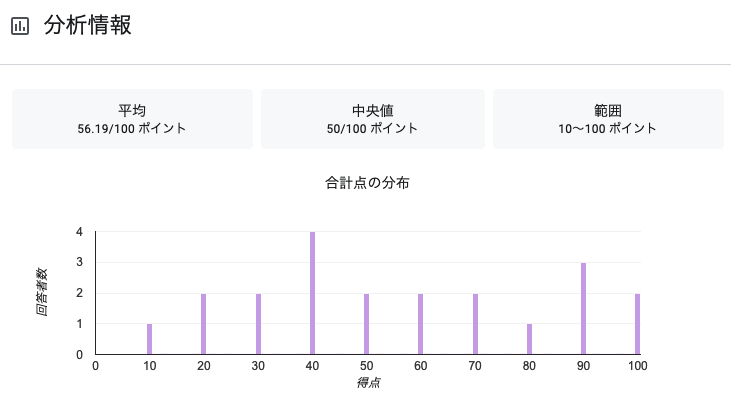 分析情報
平均
56.19/100 ポイント
中央値
50/100 ポイント
範囲
10～100 ポイント
合計点の分布
回答者数
4
3
2
1
0
0 10 20 30 40 50 60 70 80 90 100
得点